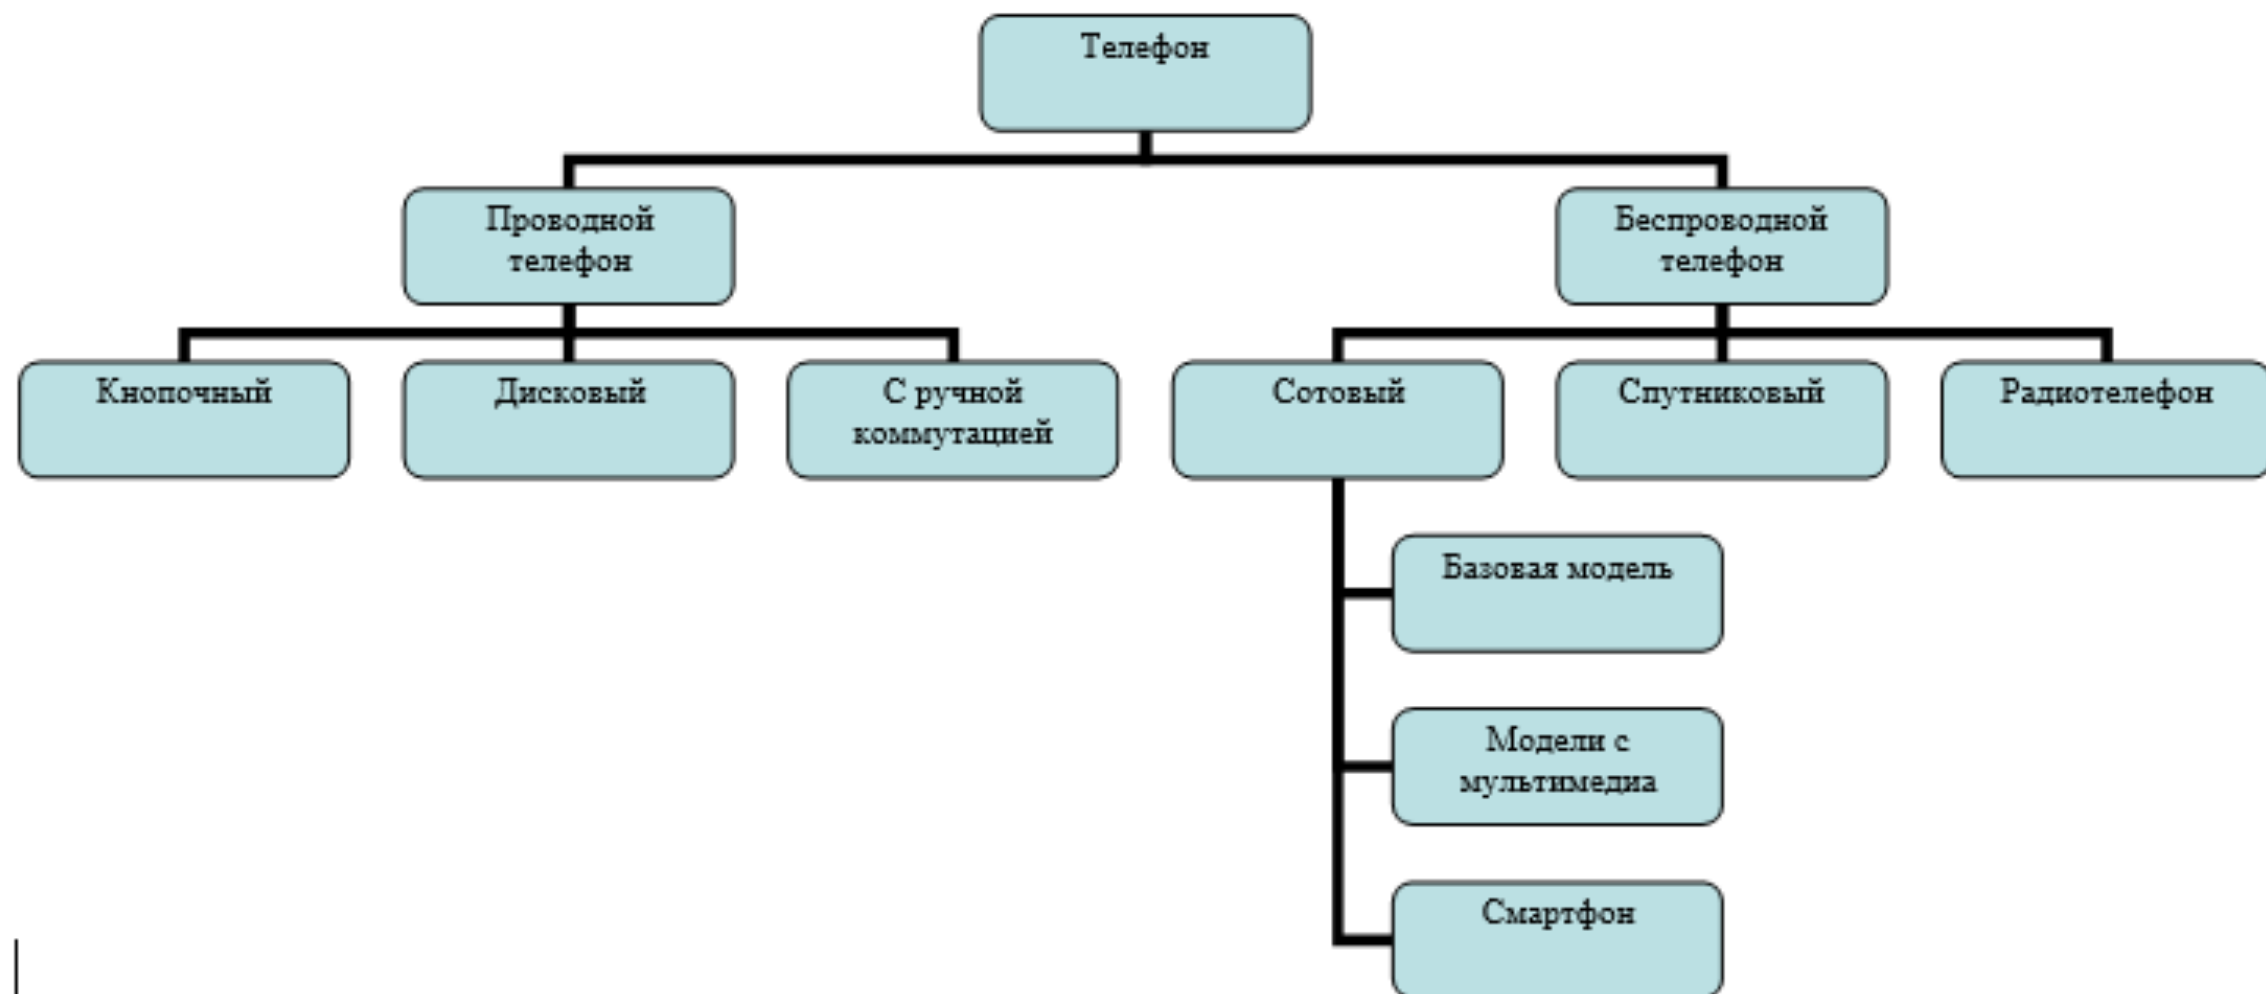 Телефон
Проводной
телефон
Беспроводной
телефон
Кнопочный
Дисковый
С ручной
коммутацией
Сотовый
Спутниковый
Радиотелефон
Базовая модель
Модели с
мультимедиа
Смартфон